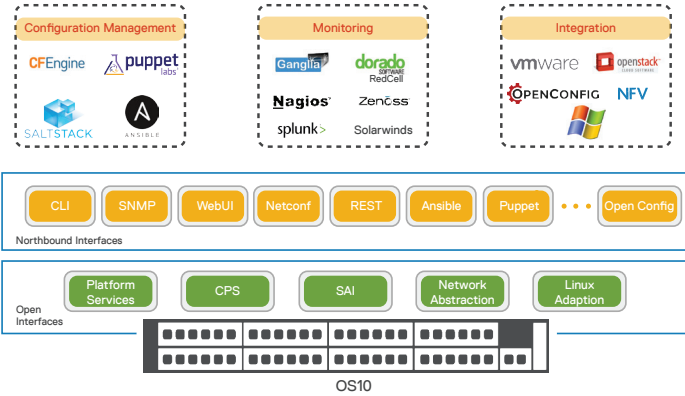 Configuration Management
CFEngine
puppet
labs
SALTSTACK
ANSIBLE
Monitoring
Ganglia
dorado
SOFTWARE
RedCell
Nagios
Zenoss
splunk>
Solarwinds
Integration
vmware
openstack
CLOUD SOFTWARE
OPENCONFIG
NFV
CLI
SNMP
WebUI
Netconf
REST
Ansible
Puppet
Open Config
Northbound Interfaces
Platform
Services
CPS
SAI
Network
Abstraction
Linux
Adaption
Open
Interfaces
OS10